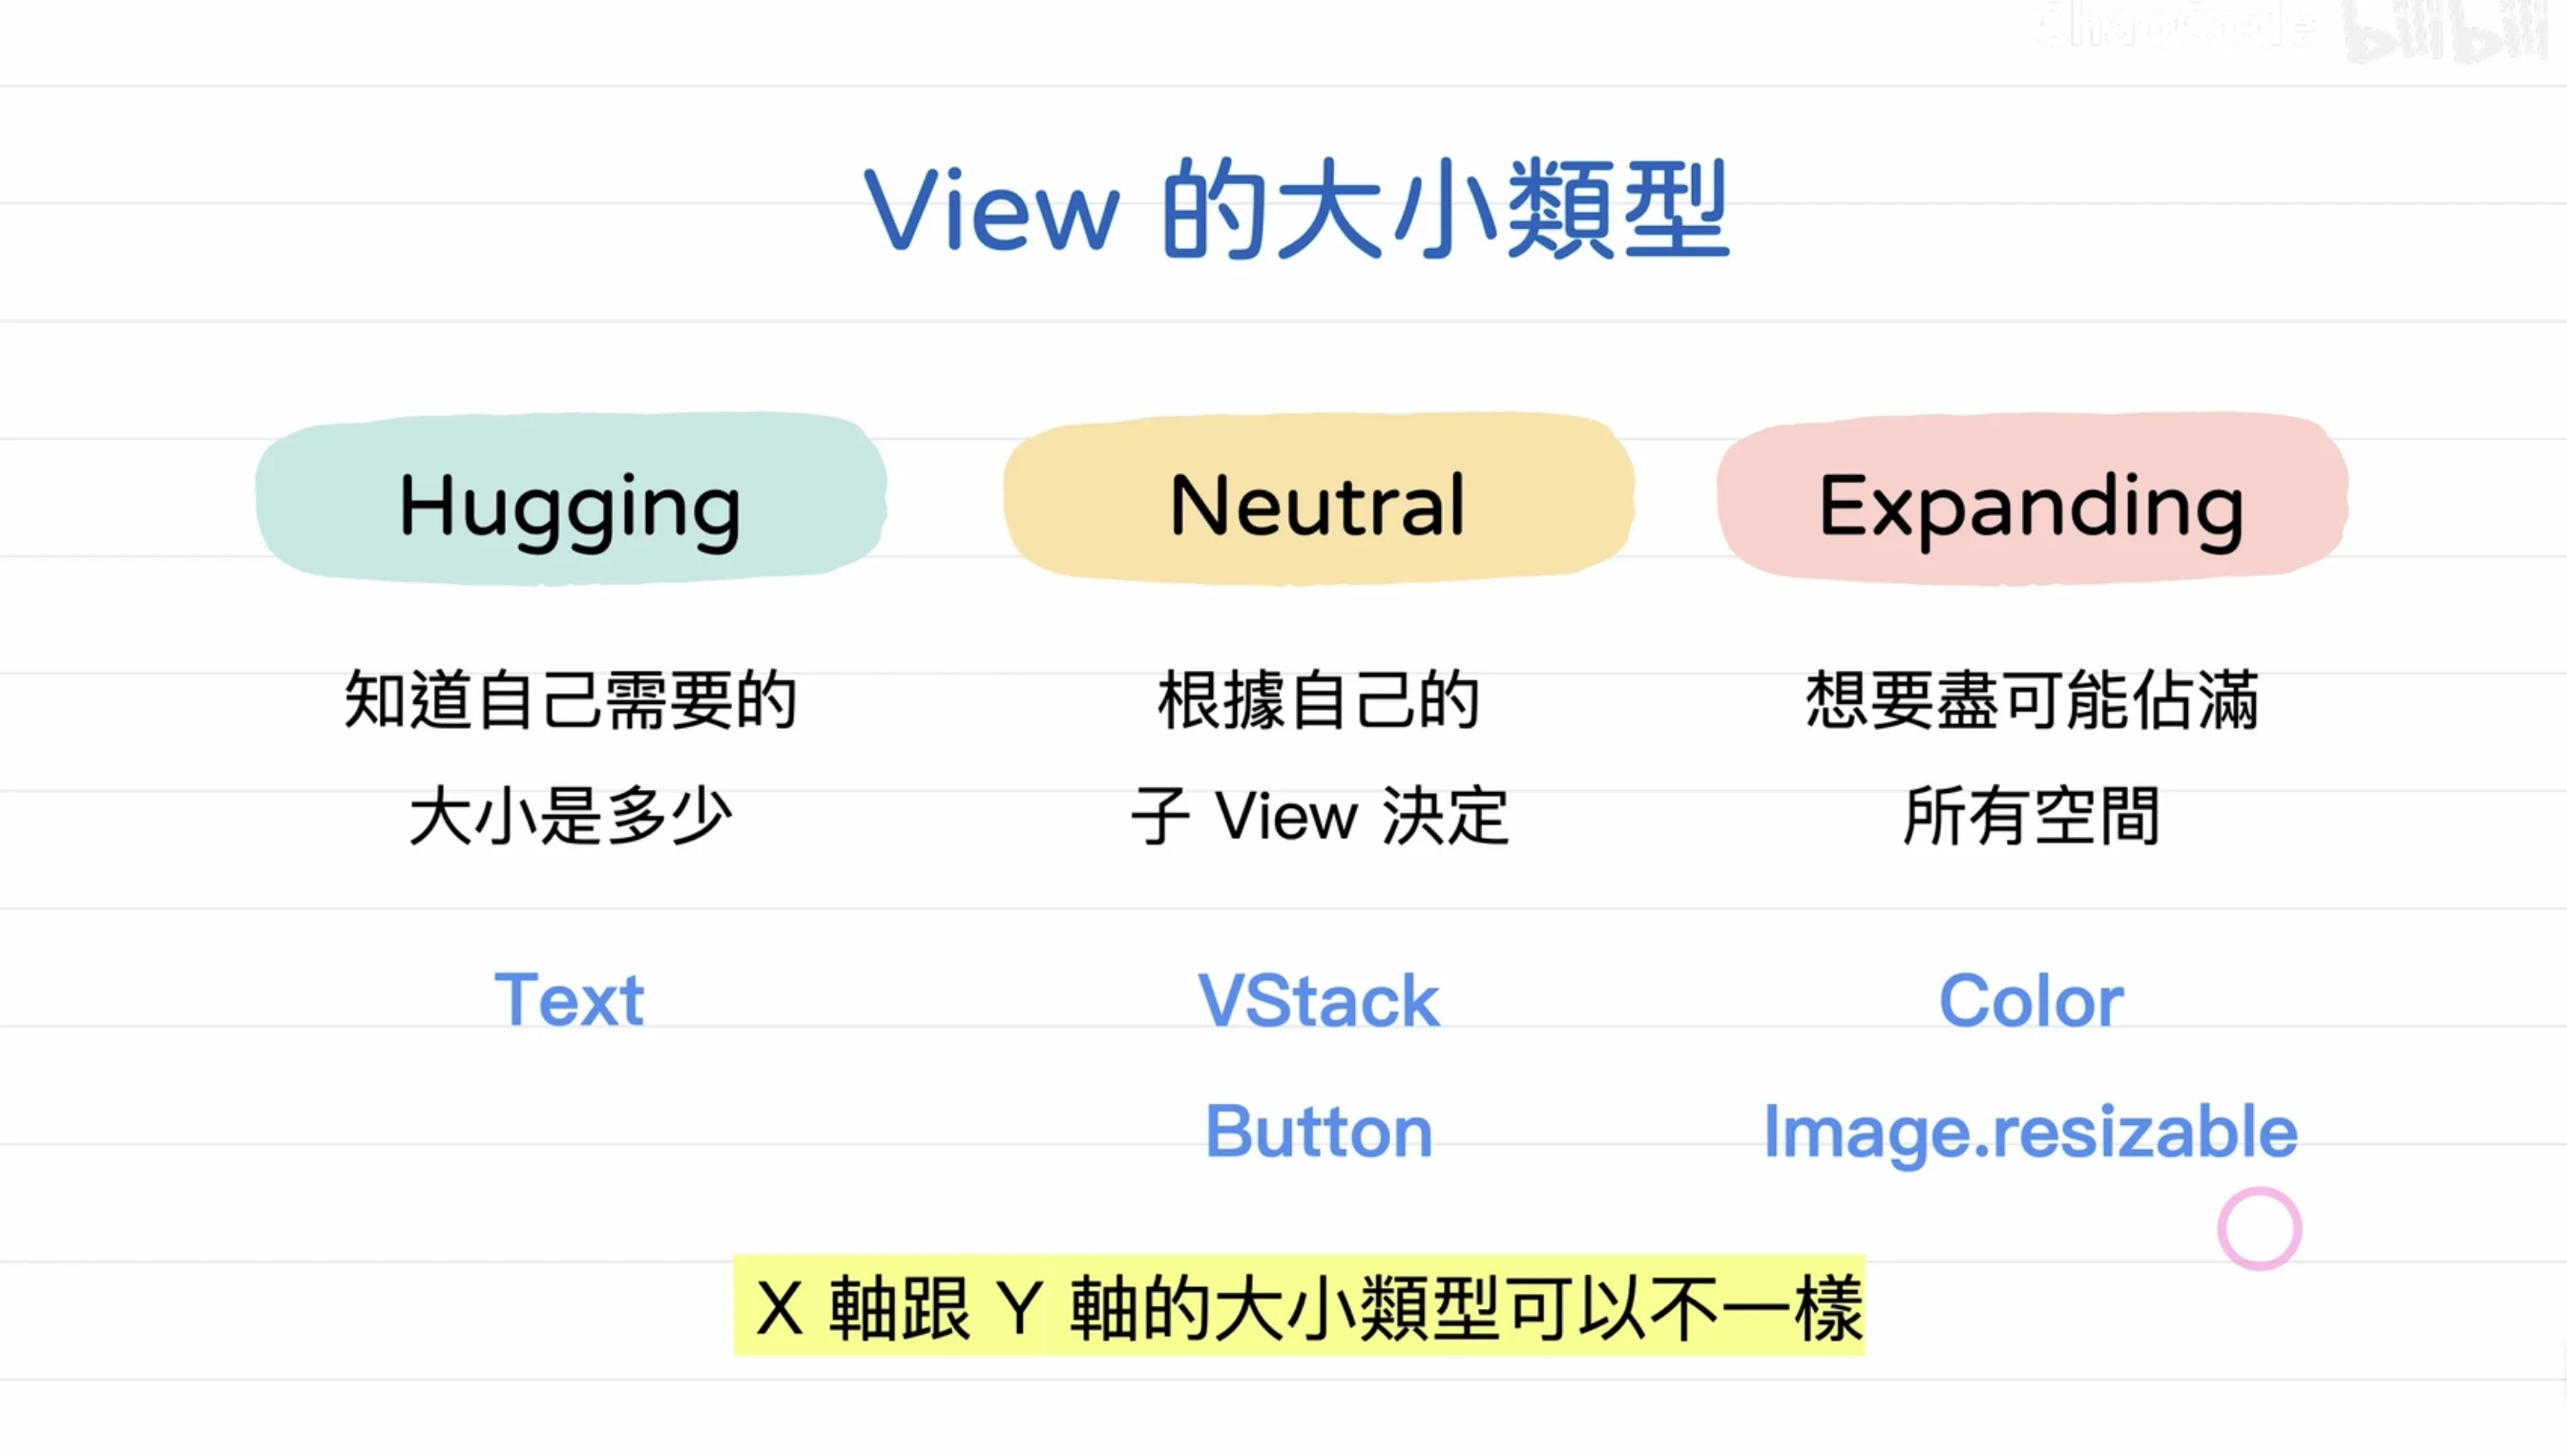 View 的大小類型
Hugging
知道自己需要的
大小是多少
Text
Neutral
根據自己的
子 View 決定
VStack
Button
Expanding
想要盡可能佔滿
所有空間
Color
Image.resizable
X 軸跟 Y 軸的大小類型可以不一樣
bilibili